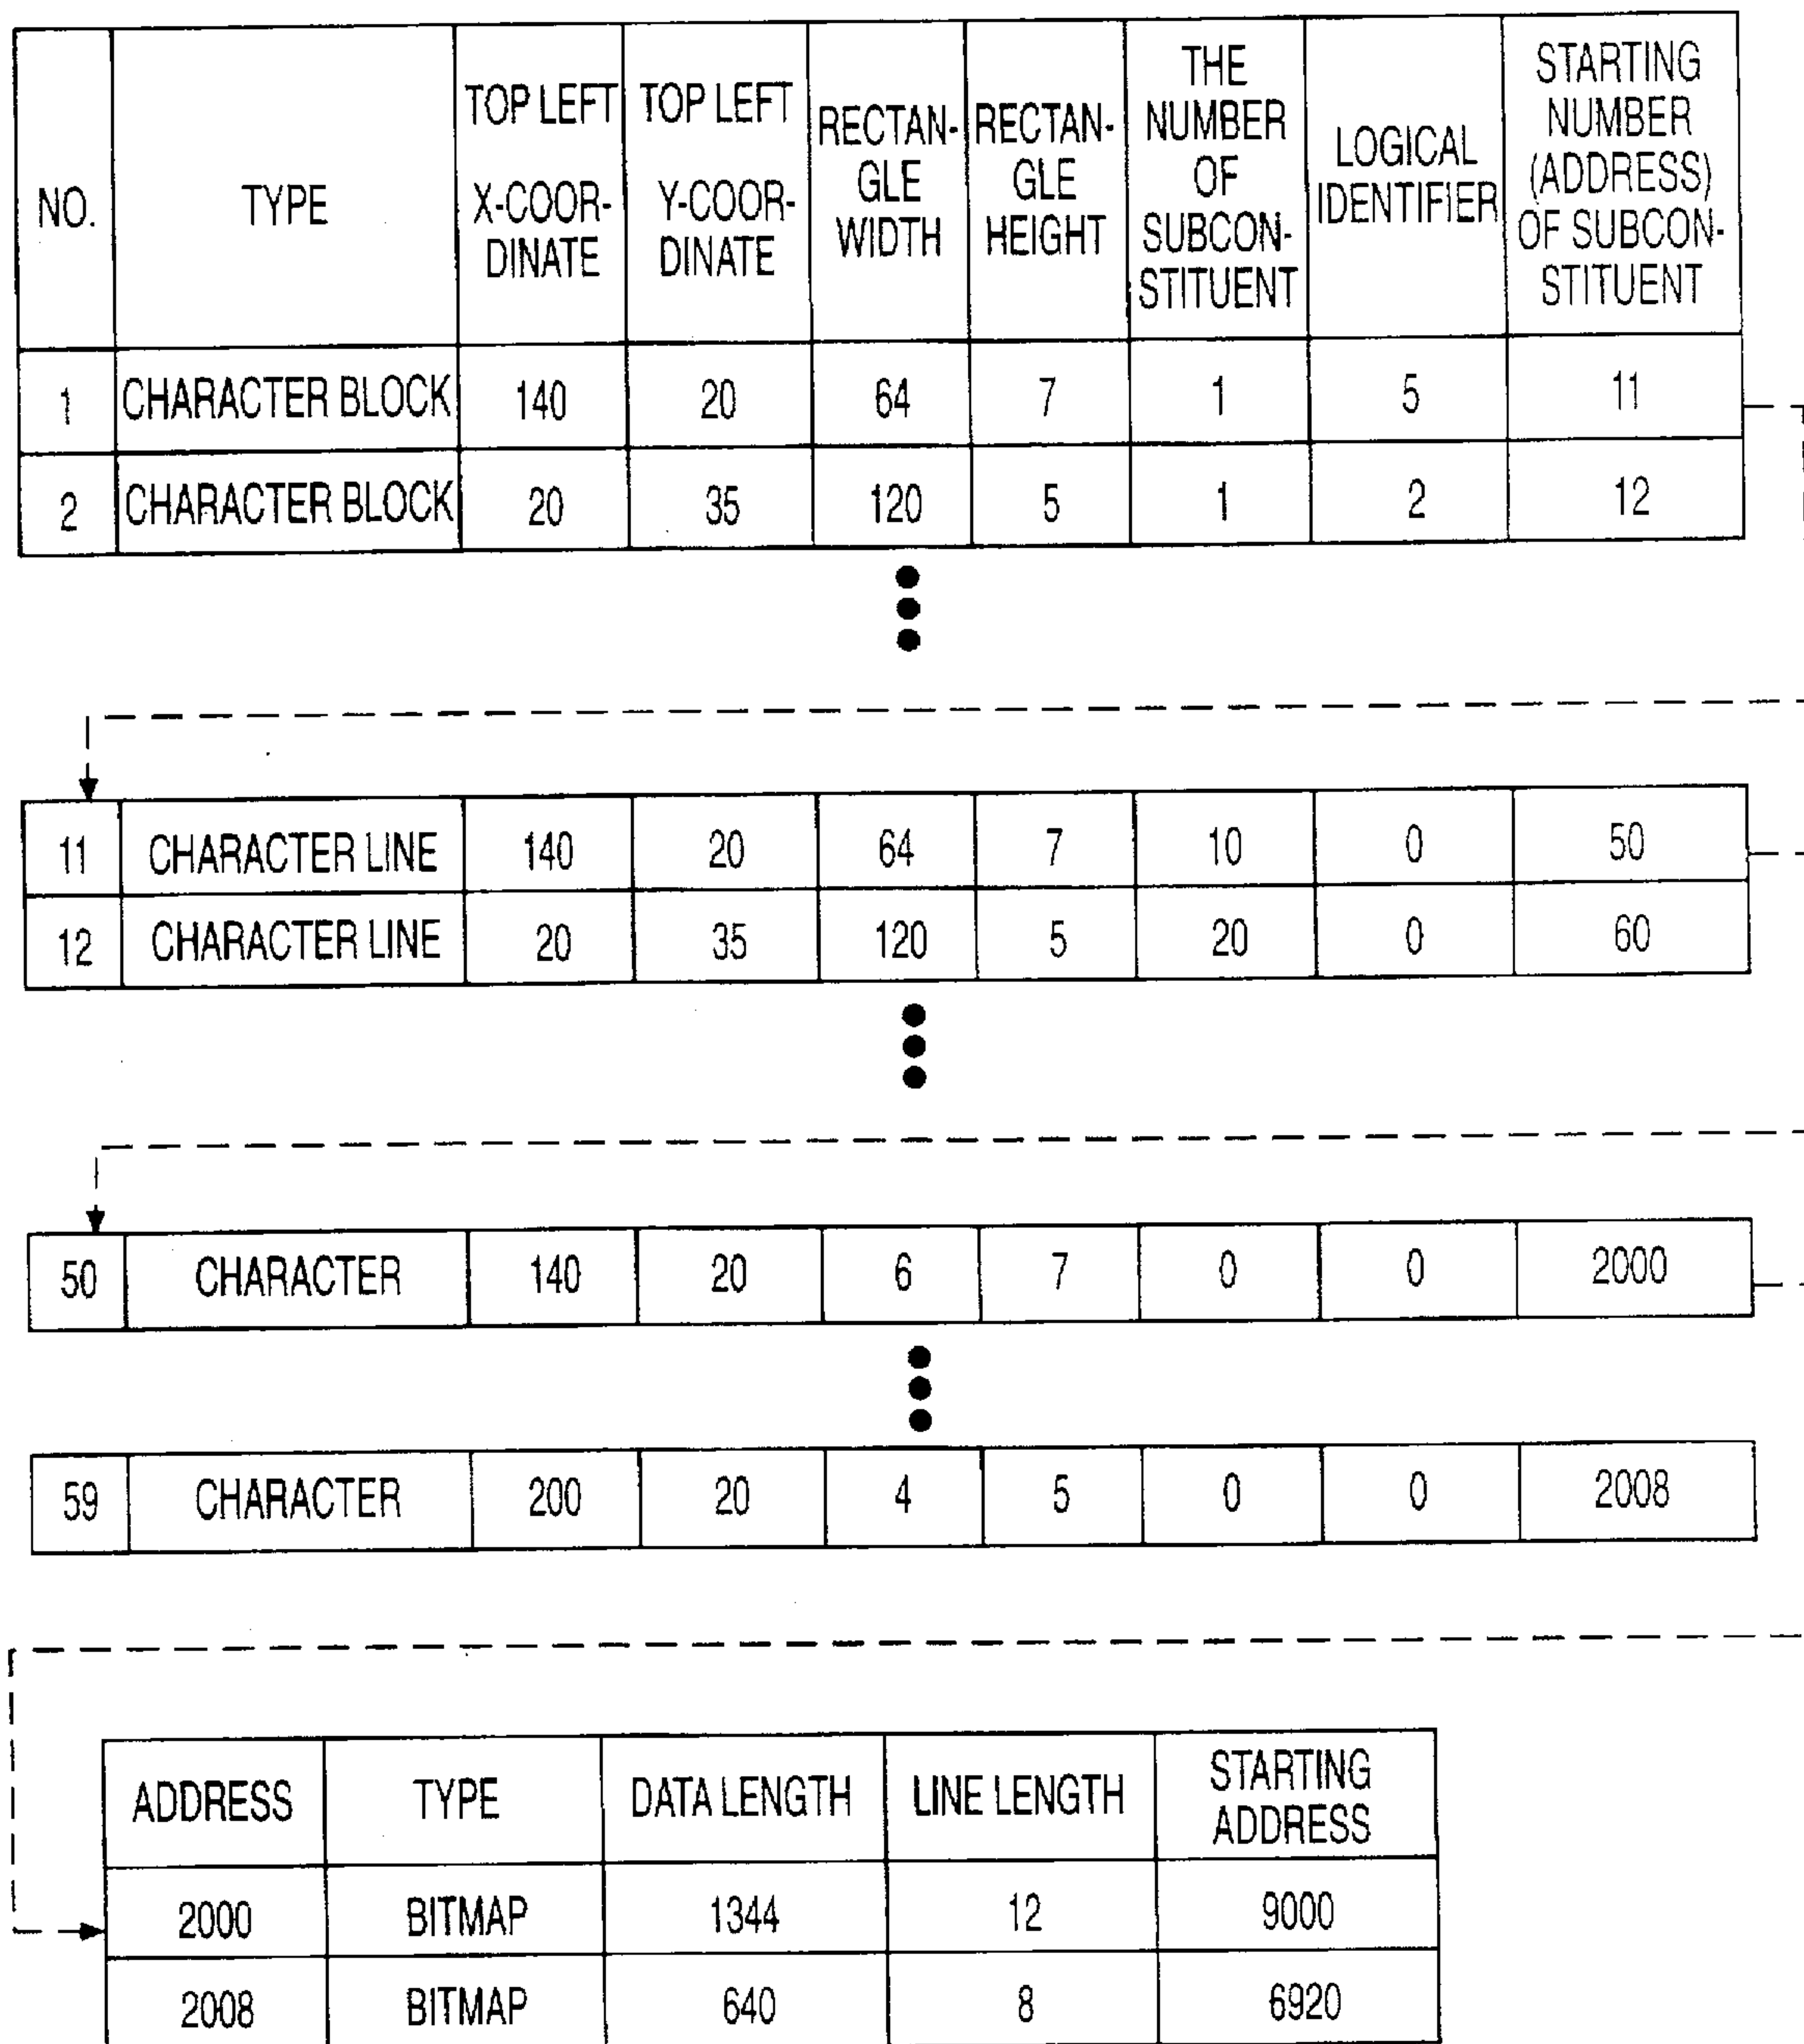 NO. TYPE TOP LEFT X-COOR-DINATE TOP LEFT Y-COOR-DINATE RECTAN-GLE WIDTH RECTAN-GLE HEIGHT THE NUMBER OF SUBCON-STITUENT LOGICAL IDENTIFIER STARTING NUMBER (ADDRESS) OF SUBCON-STITUENT
1 CHARACTER BLOCK 140 20 64 7 1 5 11
2 CHARACTER BLOCK 20 35 120 5 1 2 12
11 CHARACTER LINE 140 20 64 7 10 0 50
12 CHARACTER LINE 20 35 120 5 20 0 60
50 CHARACTER 140 20 6 7 0 0 2000
59 CHARACTER 200 20 4 5 0 0 2008
ADDRESS TYPE DATA LENGTH LINE LENGTH STARTING ADDRESS
2000 BITMAP 1344 12 9000
2008 BITMAP 640 8 6920